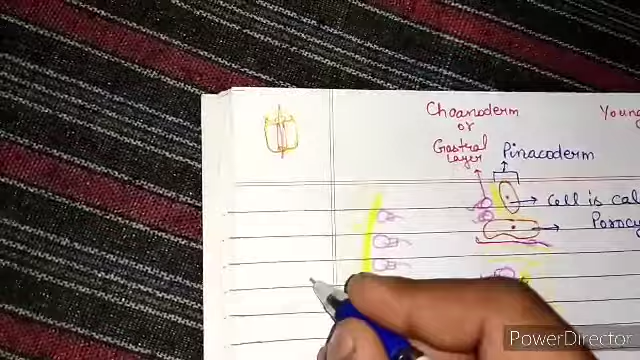 Choanoderm
or
Gastral
Layer
Pinacoderm
Young
Cell is cal
Porocy
PowerDirector